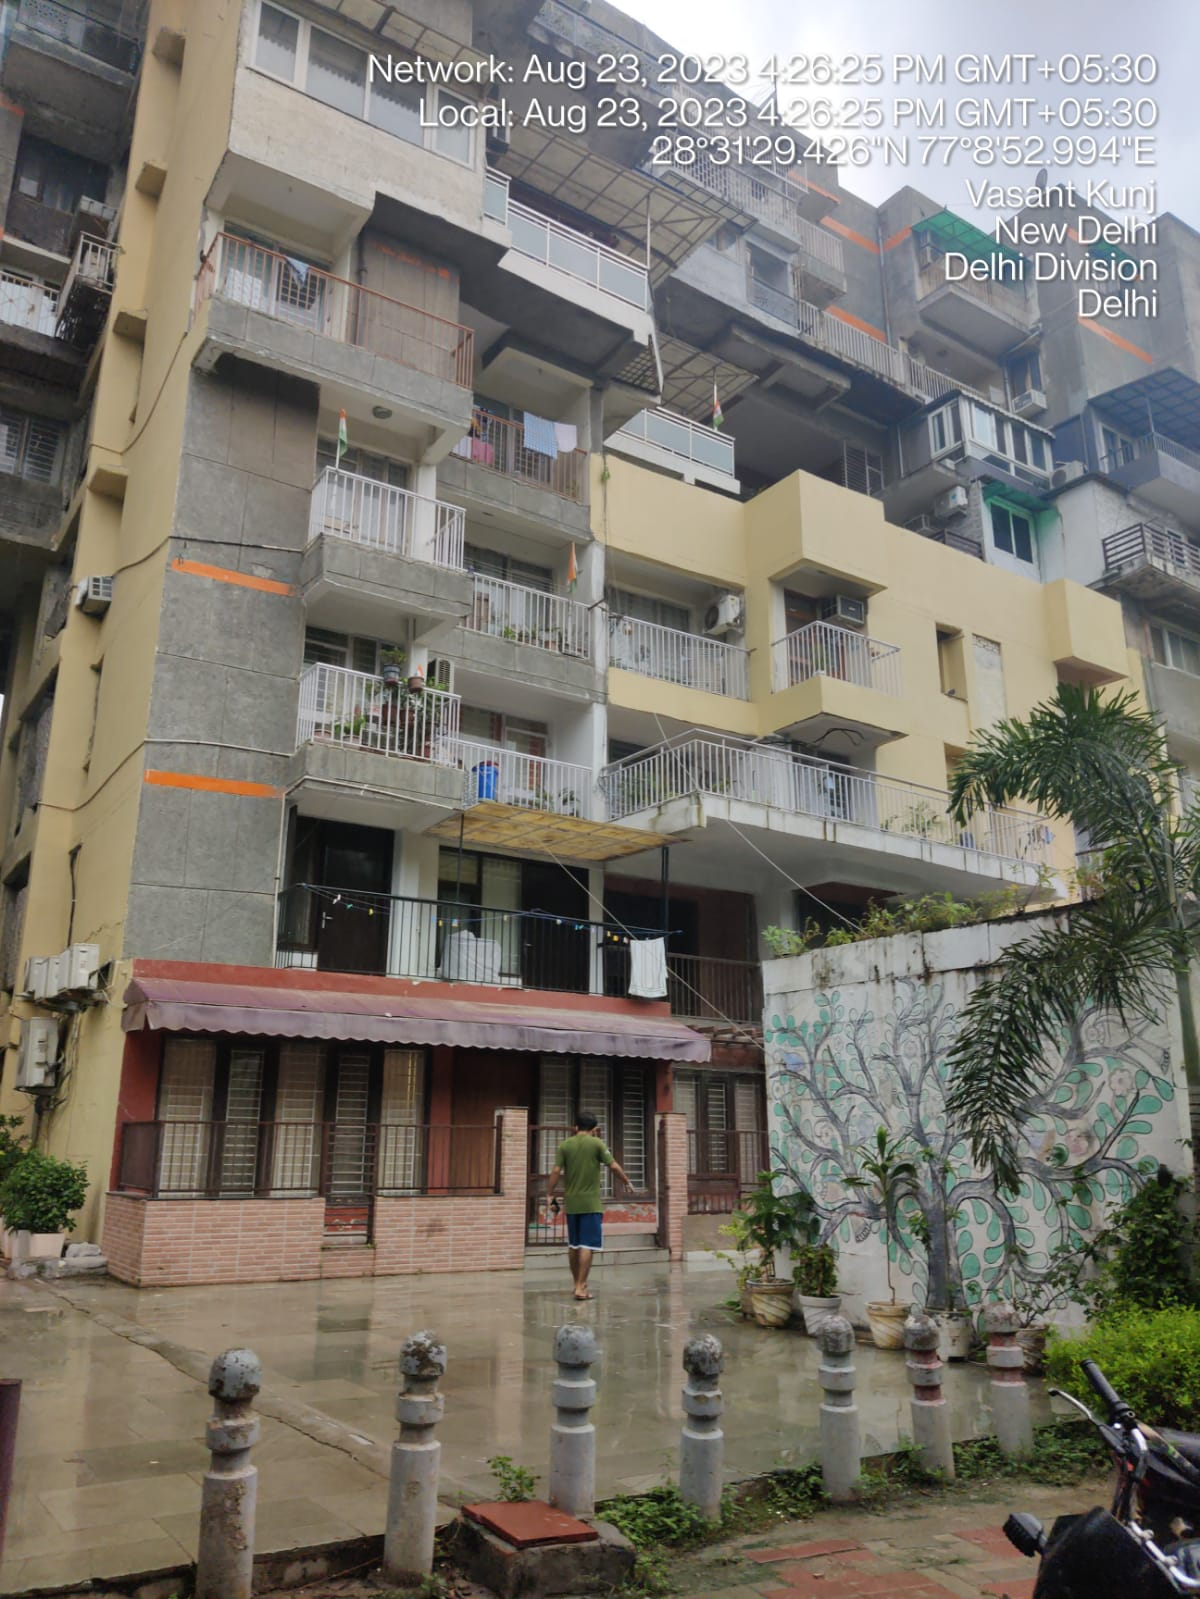 Network: Aug 23, 2023 4:26:25 PM GMT+05:30
Local: Aug 23, 2023 4:26:25 PM GMT+05:30
28°31'29.426"N 77°8'52.994"E
Vasant Kunj
New Delhi
Delhi Division
Delhi